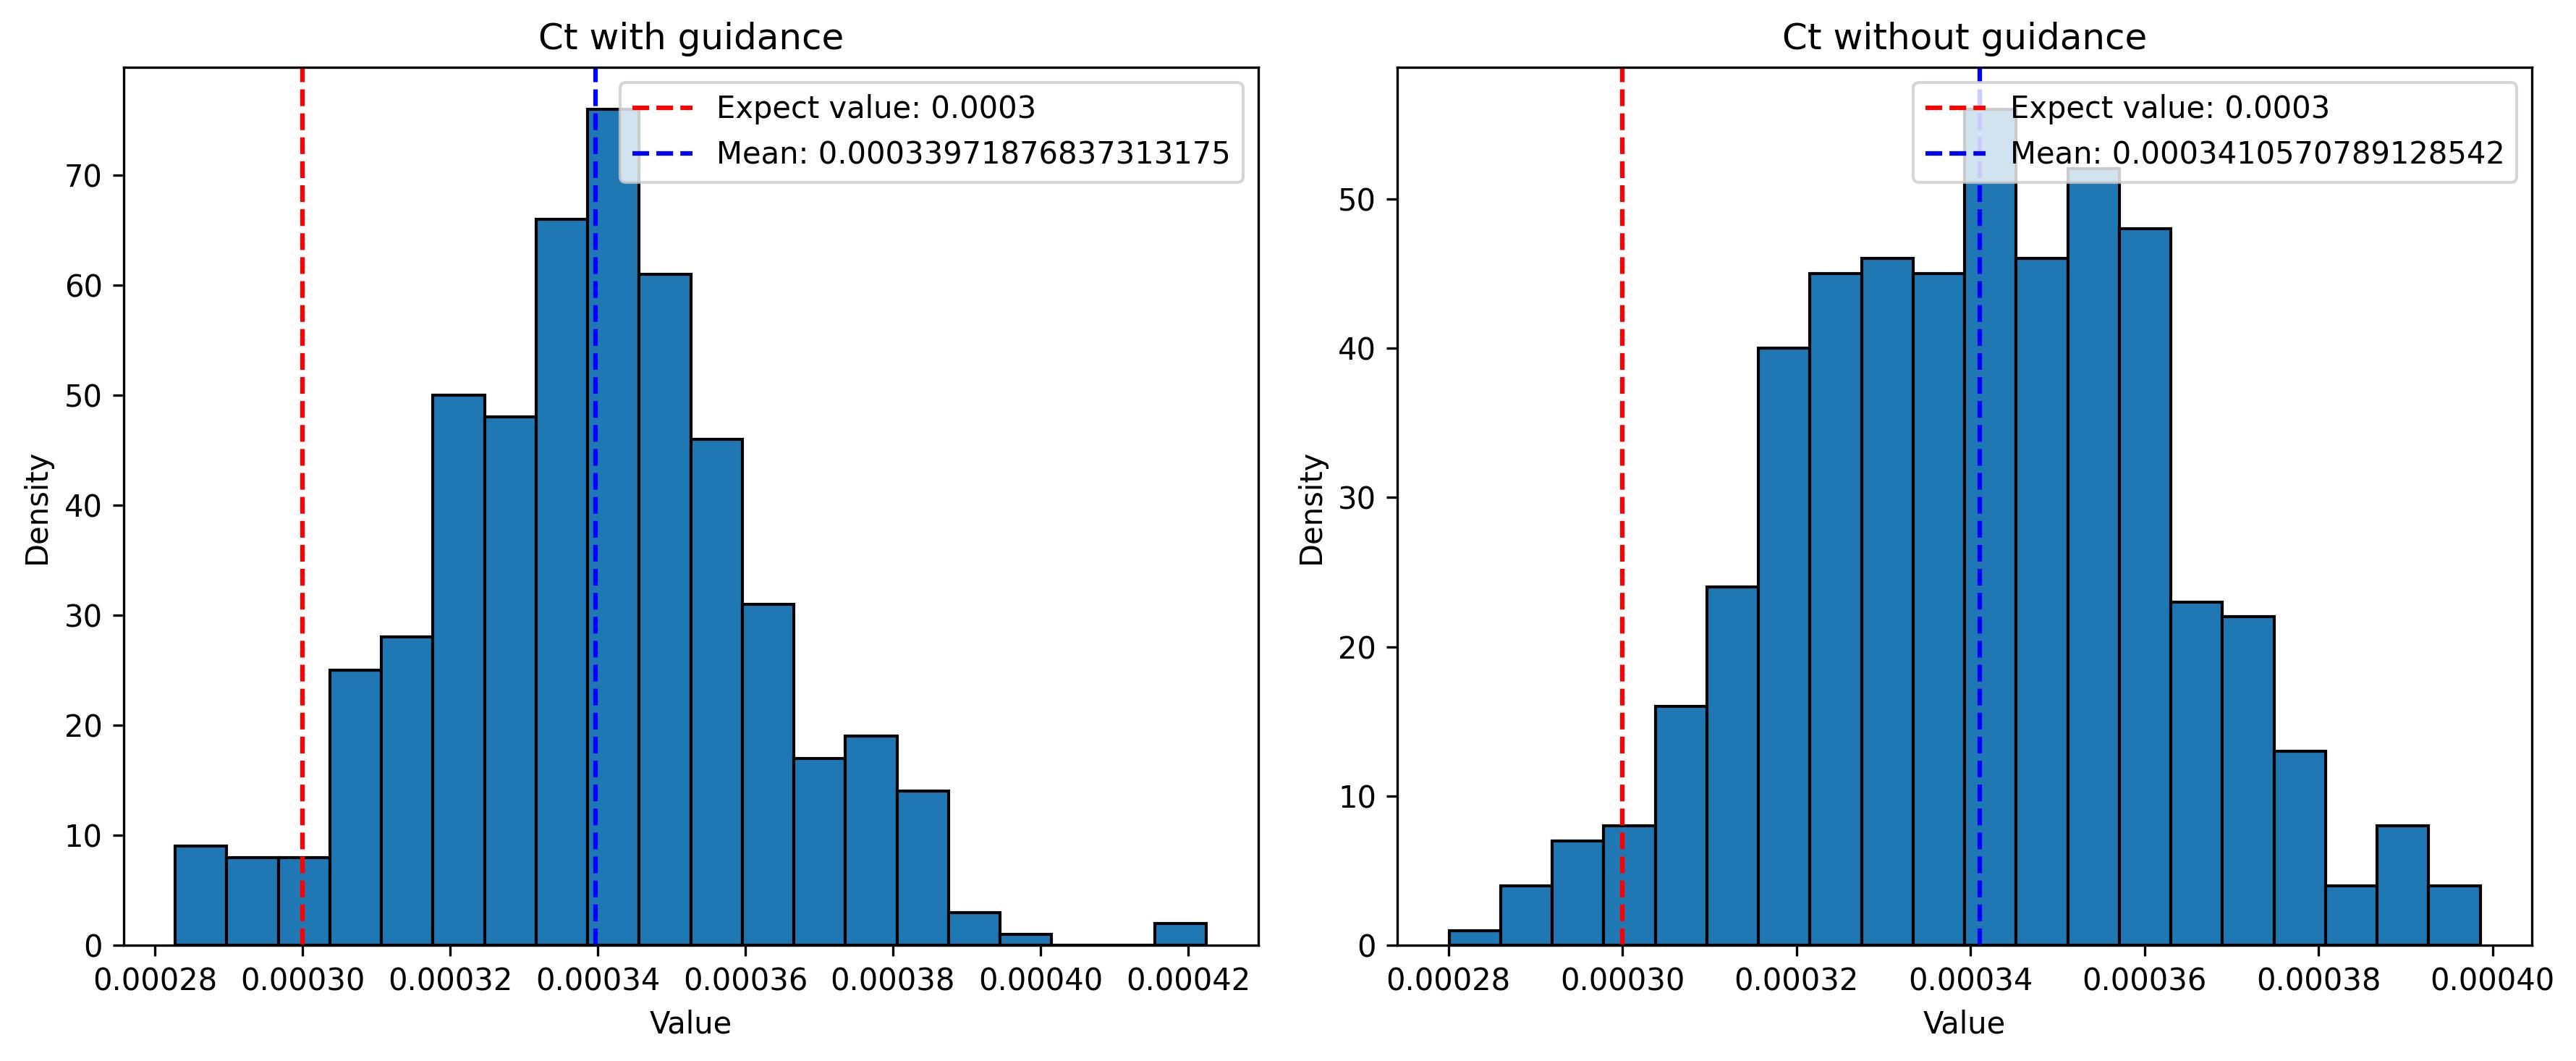 Ct with guidance
Expect value: 0.0003
Mean: 0.00033971876837313175
Density
70
60
50
40
30
20
10
0
0.00028 0.00030 0.00032 0.00034 0.00036 0.00038 0.00040 0.00042
Value
Ct without guidance
Expect value: 0.0003
Mean: 0.0003410570789128542
Density
50
40
30
20
10
0
0.00028 0.00030 0.00032 0.00034 0.00036 0.00038 0.00040
Value